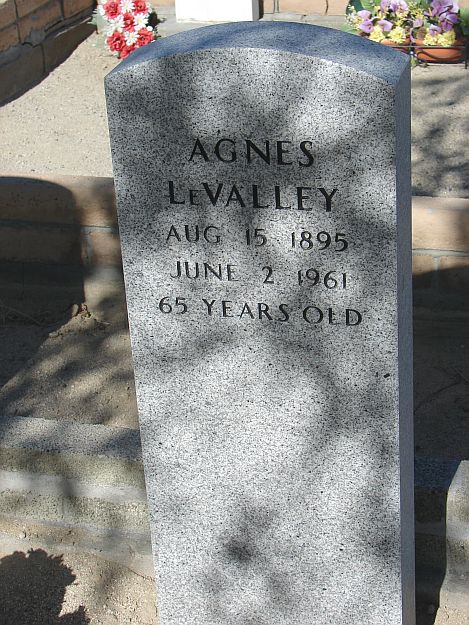 AGNES
LEVALLEY
AUG 15 1895
JUNE 2 1961
65 YEARS OLD